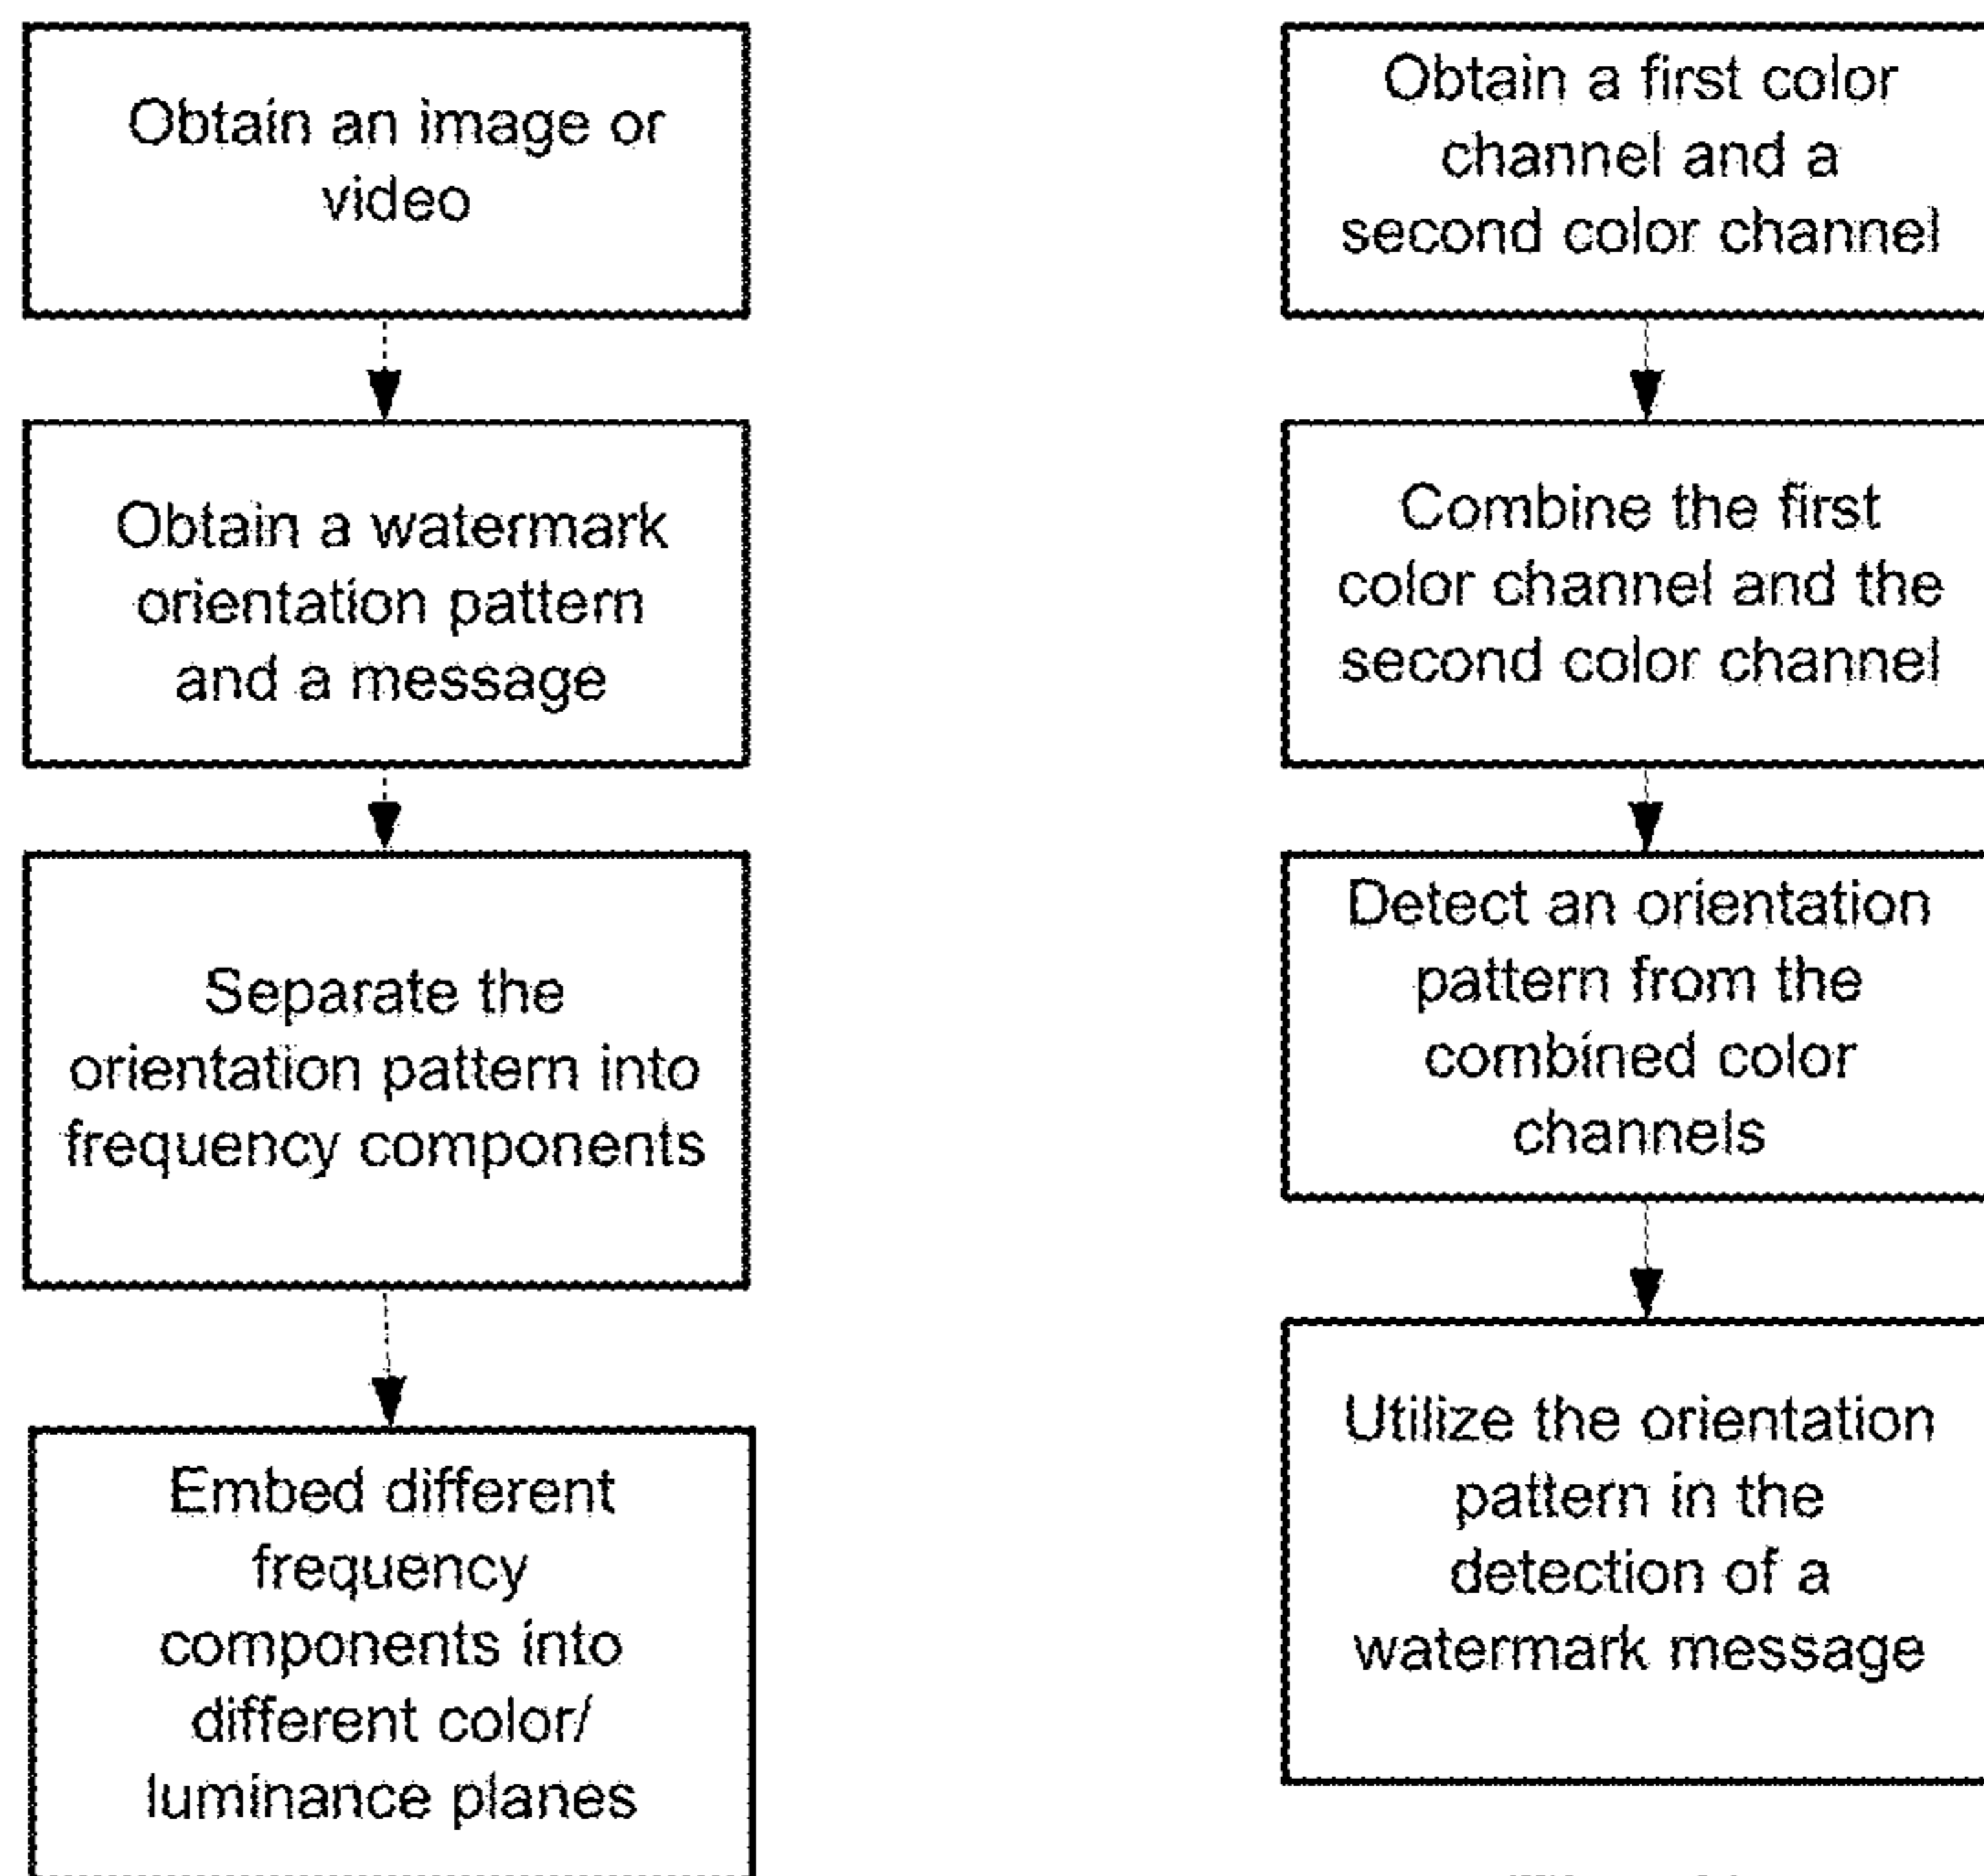 Obtain an image or
video
Obtain a watermark
orientation pattern
and a message
Separate the
orientation pattern into
frequency components
Embed different
frequency
components into
different color/
luminance planes
Obtain a first color
channel and a
second color channel
Combine the first
color channel and the
second color channel
Detect an orientation
pattern from the
combined color
channels
Utilize the orientation
pattern in the
detection of a
watermark message